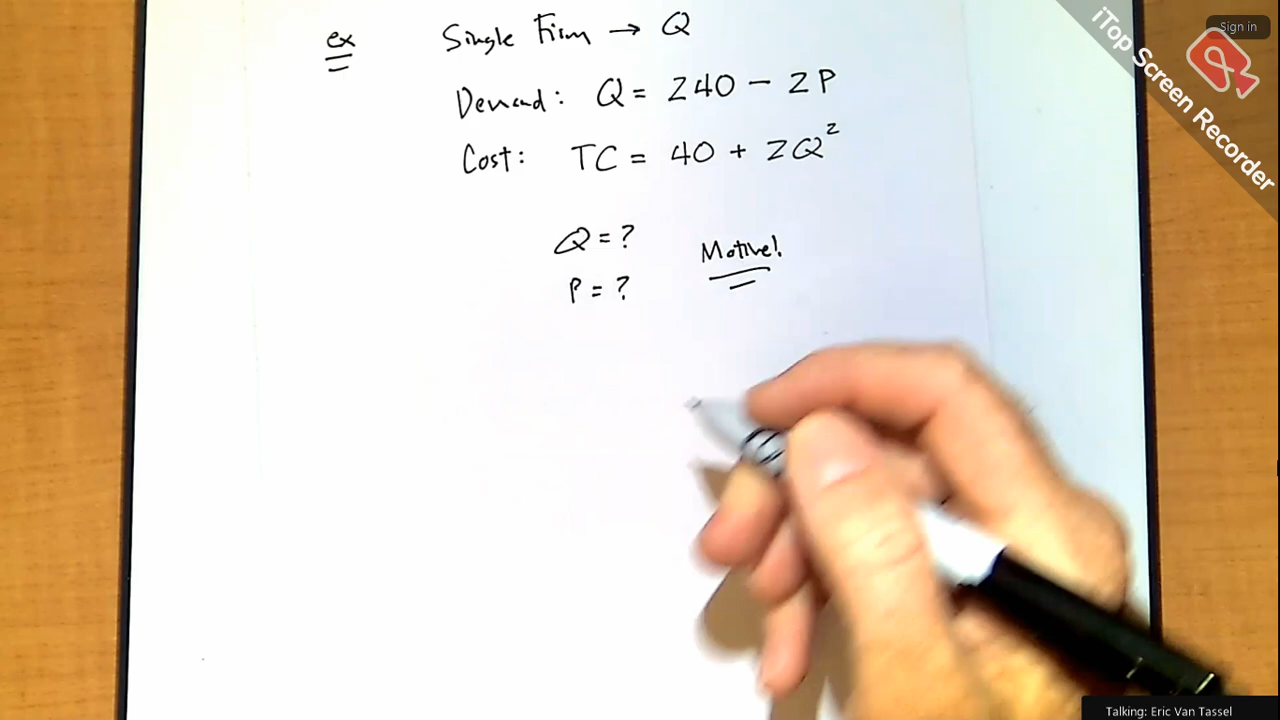 ex Single Firm → Q
Demand: Q = 240 - 2P
Cost: TC = 40 + 2Q²
Q = ?
Motive!
P = ?
iTop Screen Recorder
Sign in
Talking: Eric Van Tassel